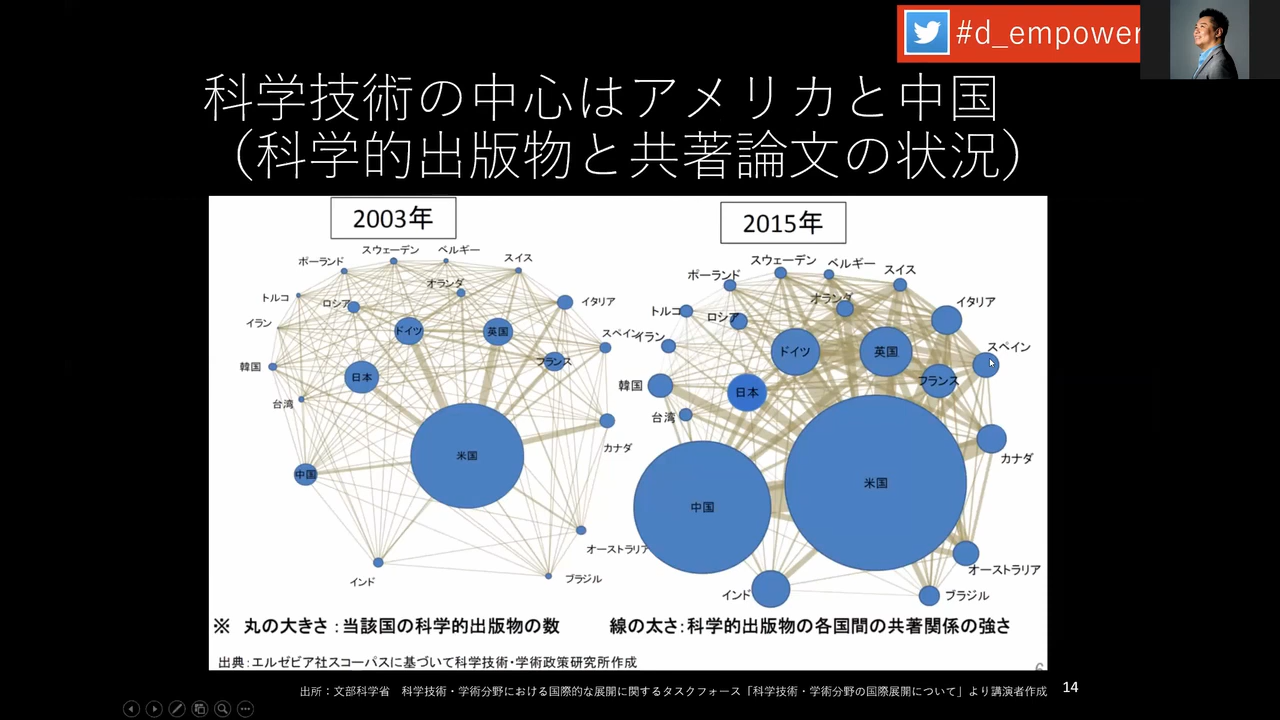 #d_empower
科学技術の中心はアメリカと中国
（科学的出版物と共著論文の状況）
2003年
スウェーデン
ベルギー
スイス
ポーランド
オランダ
トルコ
ロシア
イタリア
イラン
ドイツ
英国
スペイン
フランス
韓国
日本
台湾
カナダ
米国
中国
オーストラリア
インド
ブラジル
2015年
スウェーデン
ベルギー
スイス
ポーランド
オランダ
トルコ
ロシア
イタリア
イラン
ドイツ
英国
スペイン
フランス
韓国
日本
台湾
カナダ
米国
中国
オーストラリア
インド
ブラジル
※　丸の大きさ：当該国の科学的出版物の数　線の太さ：科学的出版物の各国間の共著関係の強さ
出典：エルゼビア社スコーパスに基づいて科学技術・学術政策研究所作成
6
出所：文部科学省　科学技術・学術分野における国際的な展開に関するタスクフォース「科学技術・学術分野の国際展開について」より講演者作成
14